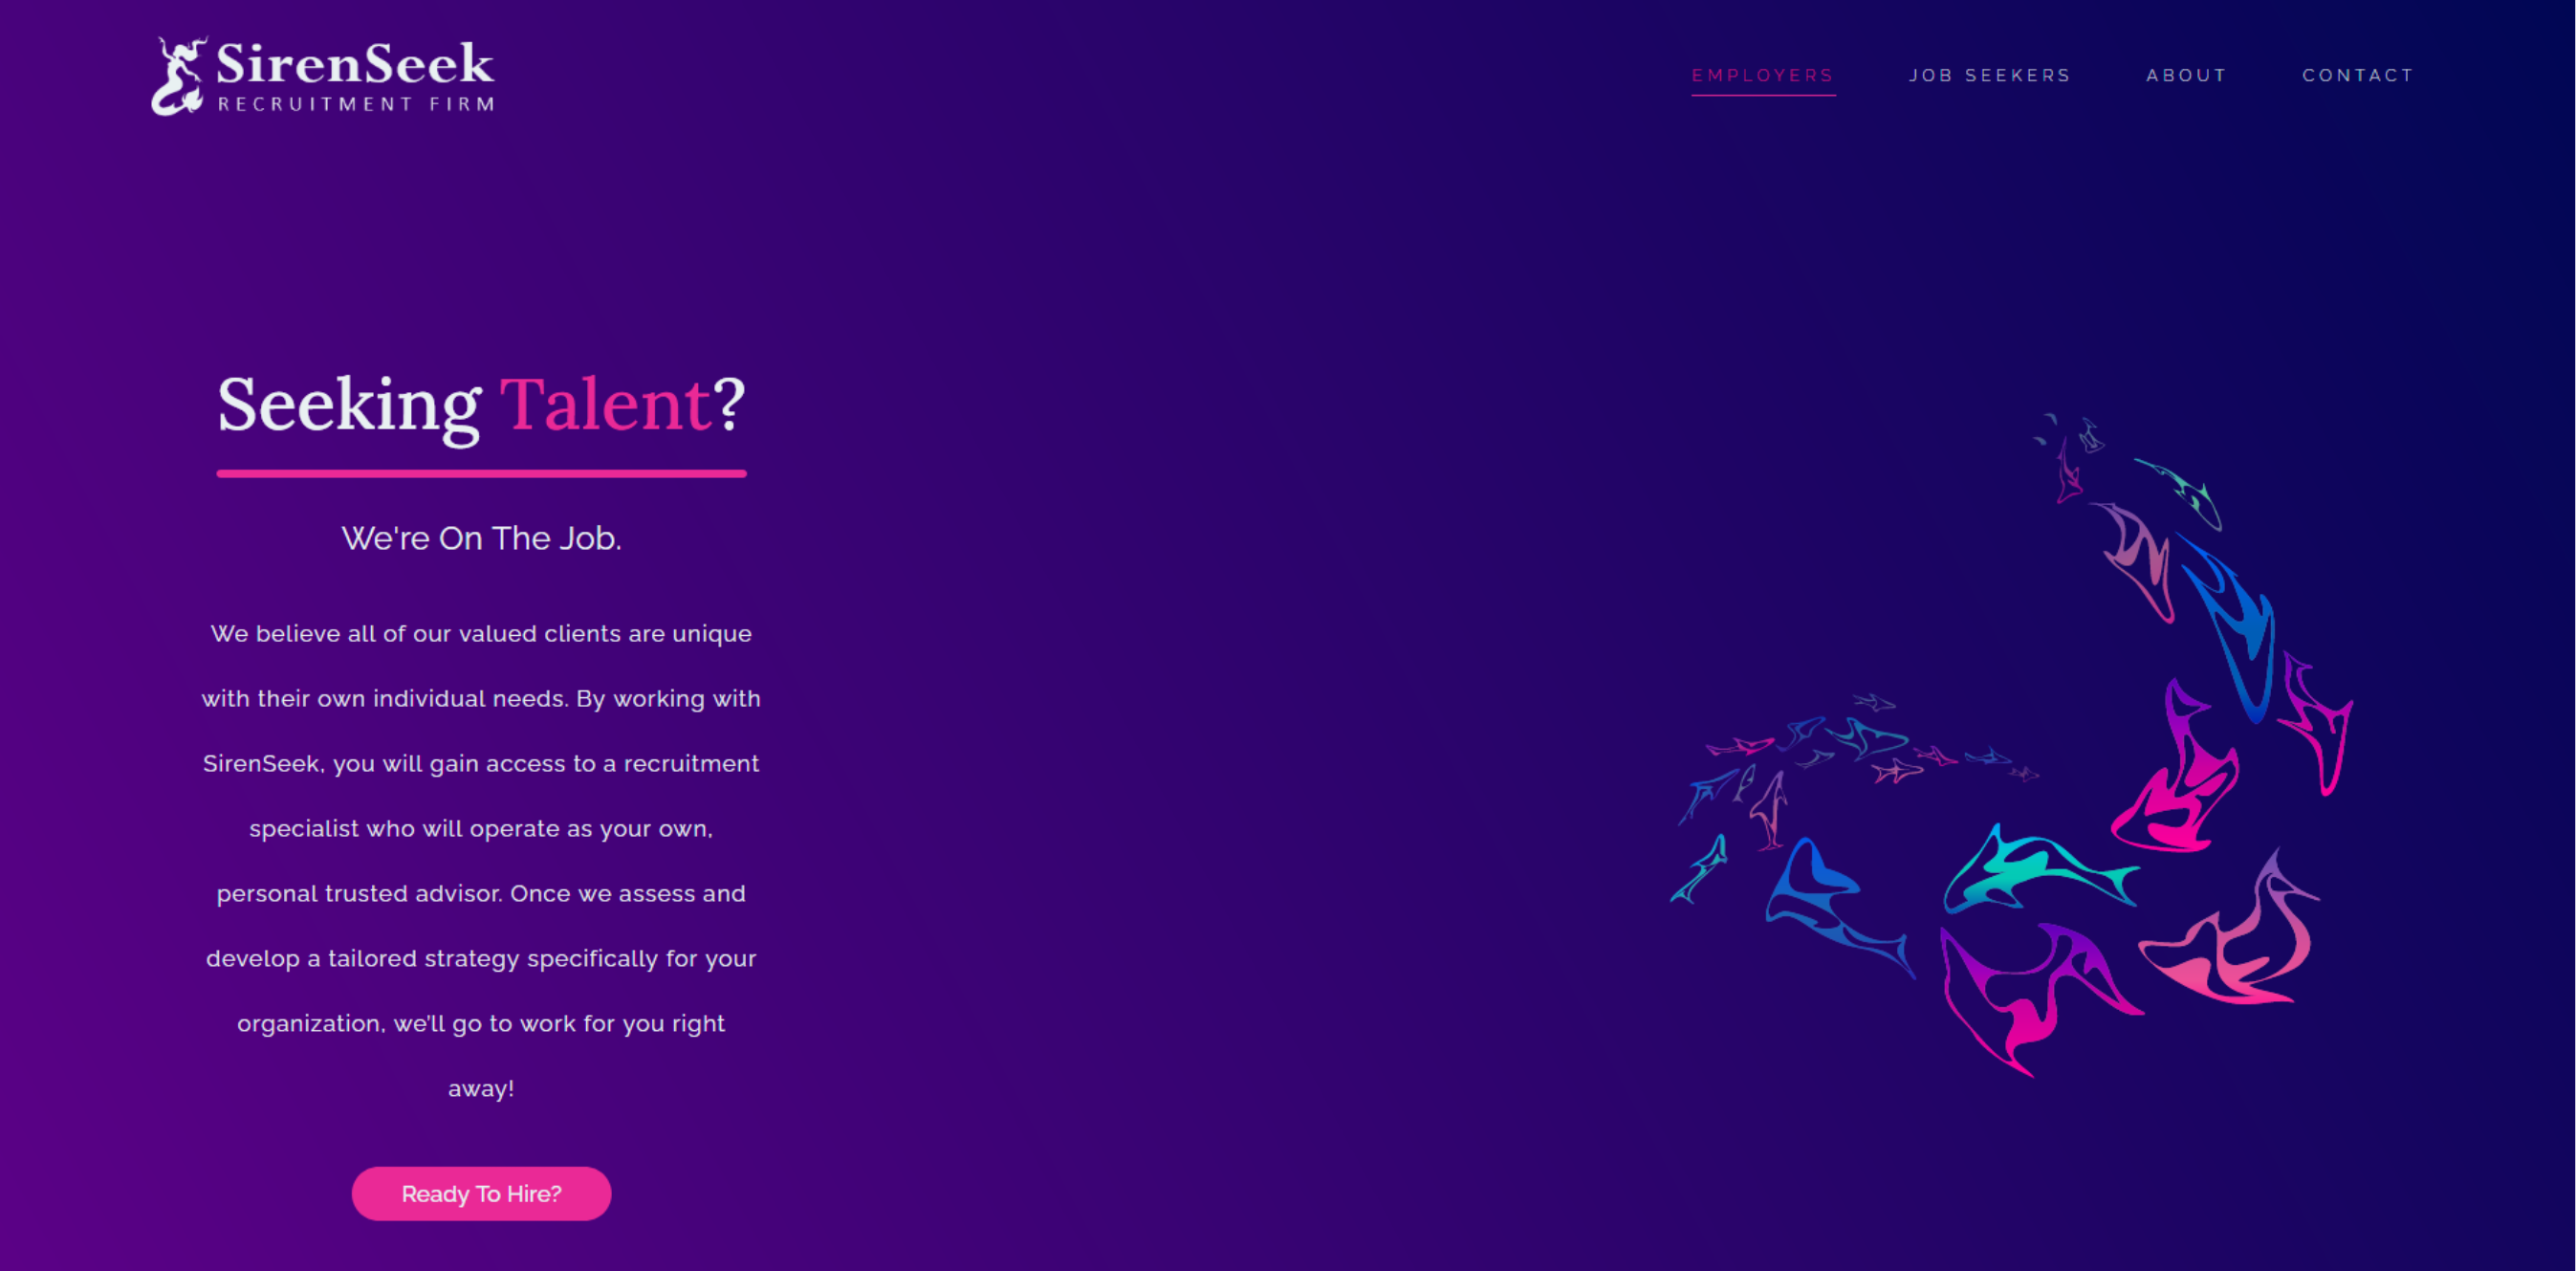 SirenSeek
RECRUITMENT FIRM
EMPLOYERS
JOB SEEKERS
ABOUT
CONTACT
Seeking Talent?
We're On The Job.
We believe all of our valued clients are unique
with their own individual needs. By working with
SirenSeek, you will gain access to a recruitment
specialist who will operate as your own,
personal trusted advisor. Once we assess and
develop a tailored strategy specifically for your
organization, we'll go to work for you right
away!
Ready To Hire?